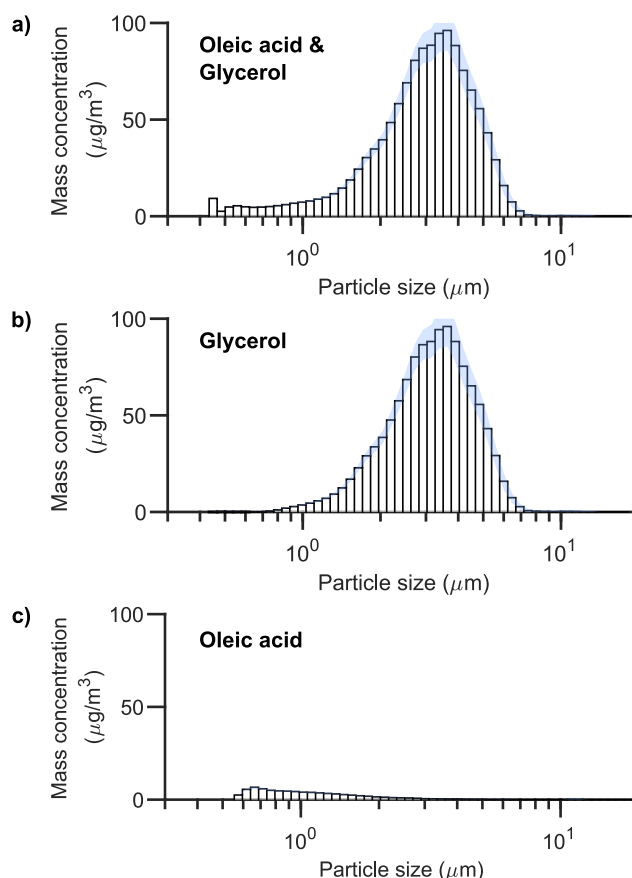 a)
Oleic acid &
Glycerol
Mass concentration
(μg/m³)
100
50
0
10⁰
10¹
Particle size (μm)
b)
Glycerol
Mass concentration
(μg/m³)
100
50
0
10⁰
10¹
Particle size (μm)
c)
Oleic acid
Mass concentration
(μg/m³)
100
50
0
10⁰
10¹
Particle size (μm)